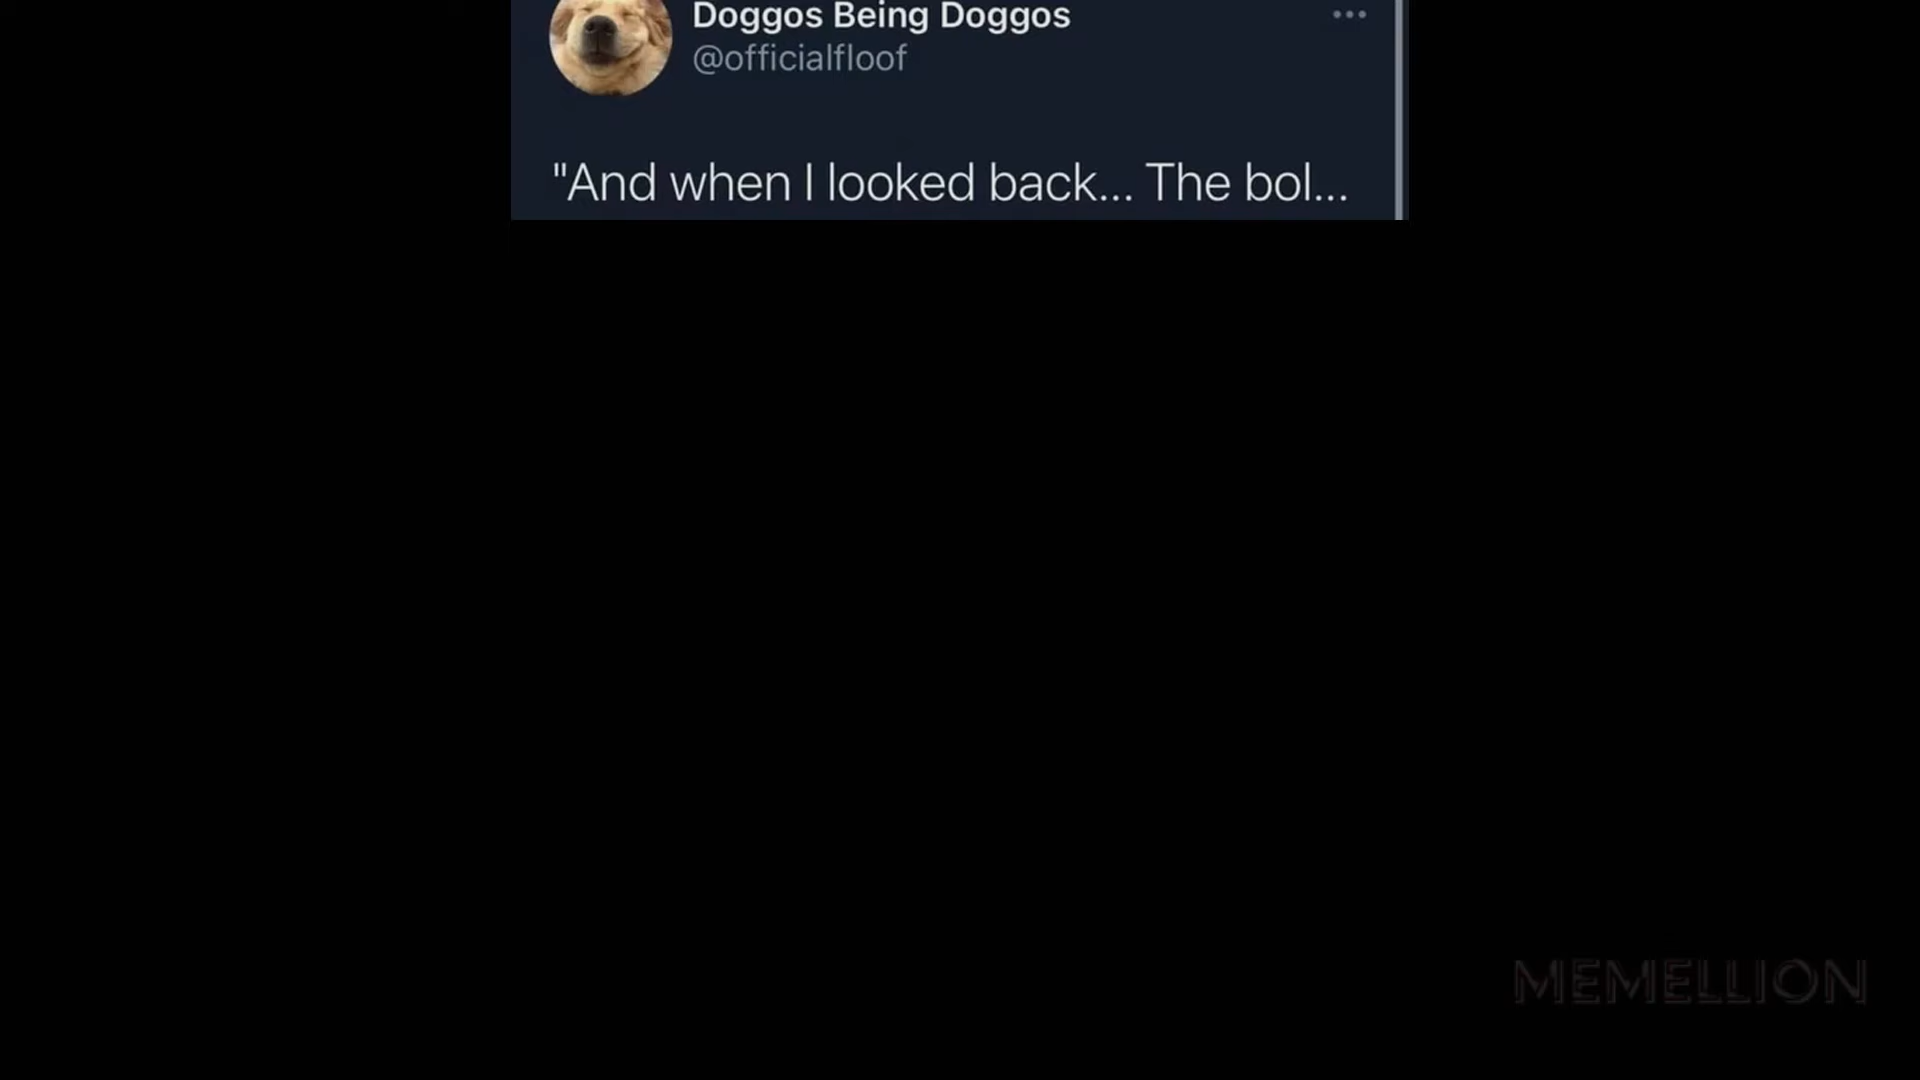 Doggos Being Doggos
@officialfloof
"And when I looked back... The bol...
MEMELLION